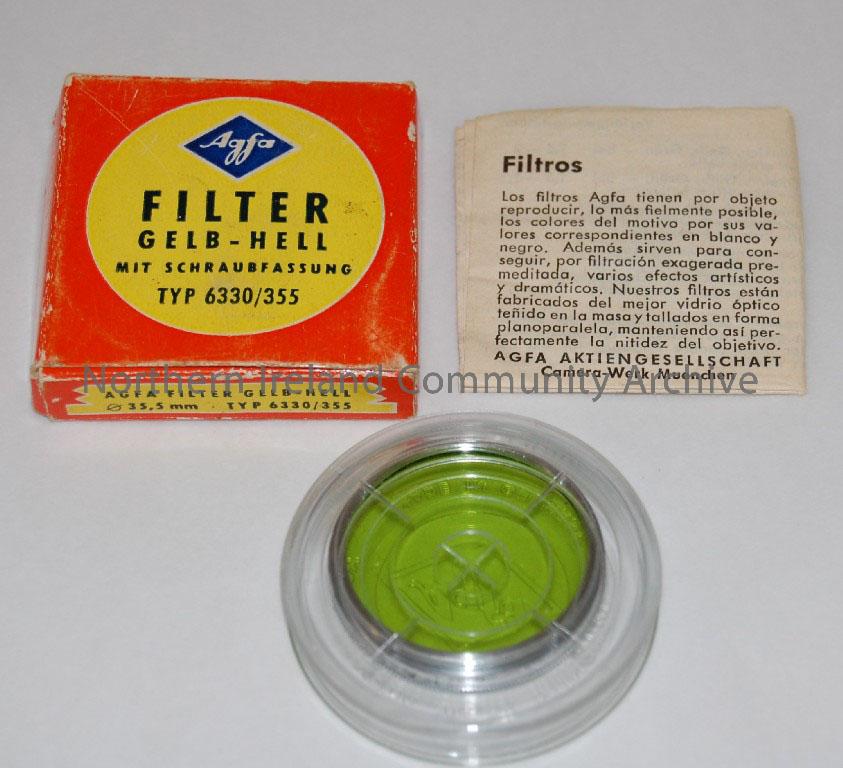 Agfa
FILTER
GELB-HELL
MIT SCHRAUBFASSUNG
TYP 6330/355
AGFA FILTER GELB-HELL
Ø 35,5 mm · TYP 6330/355
Filtros
Los filtros Agfa tienen por objeto
reproducir, lo más fielmente posible,
los colores del motivo por sus va-
lores correspondientes en blanco y
negro. Además sirven para con-
seguir, por filtración exagerada pre-
meditada, varios efectos artísticos
y dramáticos. Nuestros filtros están
fabricados del mejor vidrio óptico
teñido en la masa y tallados en forma
planoparalela, manteniendo así per-
fectamente la nitidez del objetivo.
AGFA AKTIENGESELLSCHAFT
Camera-Werk Muenchen
Northern Ireland Community Archive